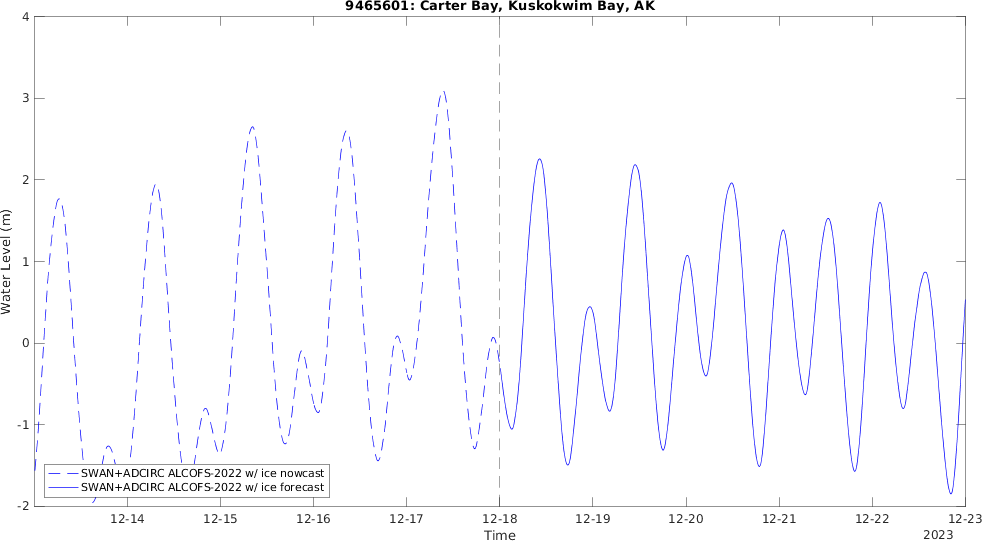 9465601: Carter Bay, Kuskokwim Bay, AK
4
3
2
1
0
-1
-2
Water Level (m)
SWAN+ADCIRC ALCOFS-2022 w/ ice nowcast
SWAN+ADCIRC ALCOFS-2022 w/ ice forecast
12-14 12-15 12-16 12-17 12-18 12-19 12-20 12-21 12-22 12-23
Time
2023